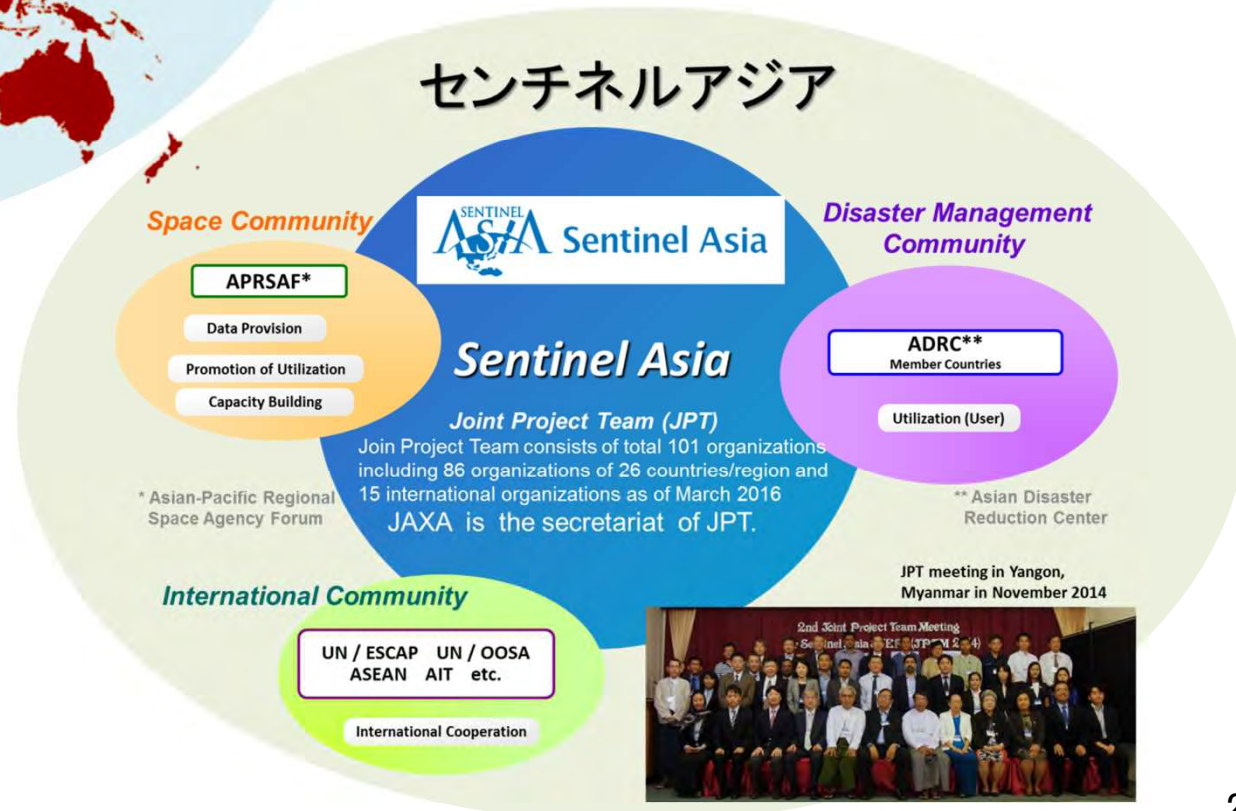 センチネルアジア
Space Community
APRSAF*
Data Provision
Promotion of Utilization
Capacity Building
* Asian-Pacific Regional
Space Agency Forum
SENTINEL
ASIA
Sentinel Asia
Sentinel Asia
Joint Project Team (JPT)
Join Project Team consists of total 101 organizations
including 86 organizations of 26 countries/region and
15 international organizations as of March 2016
JAXA is the secretariat of JPT.
Disaster Management
Community
ADRC**
Member Countries
Utilization (User)
** Asian Disaster
Reduction Center
International Community
UN / ESCAP UN / OOSA
ASEAN AIT etc.
International Cooperation
JPT meeting in Yangon,
Myanmar in November 2014
2nd Joint Project Team Meeting
Sentinel Asia
2